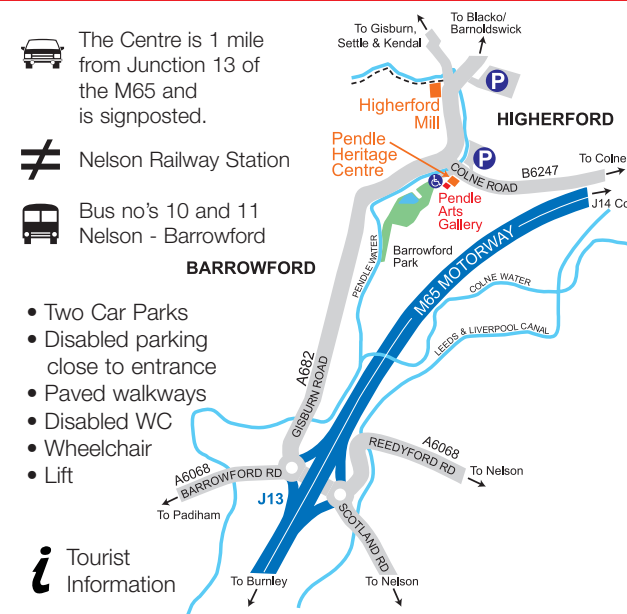 The Centre is 1 mile
from Junction 13 of
the M65 and
is signposted.
Nelson Railway Station
Bus no's 10 and 11
Nelson - Barrowford
• Two Car Parks
• Disabled parking
close to entrance
• Paved walkways
• Disabled WC
• Wheelchair
• Lift
i Tourist
Information
To Gisburn,
Settle & Kendal
To Blacko/
Barnoldswick
P
Higherford
Mill
HIGHERFORD
Pendle
Heritage
Centre
P
COLNE ROAD
B6247
To Colne
J14 Co
Pendle
Arts
Gallery
Barrowford
Park
BARROWFORD
PENDLE WATER
M65 MOTORWAY
COLNE WATER
LEEDS & LIVERPOOL CANAL
A682
GISBURN ROAD
A6068
REEDYFORD RD
To Nelson
A6068
BARROWFORD RD
To Padiham
J13
SCOTLAND RD
To Burnley
To Nelson